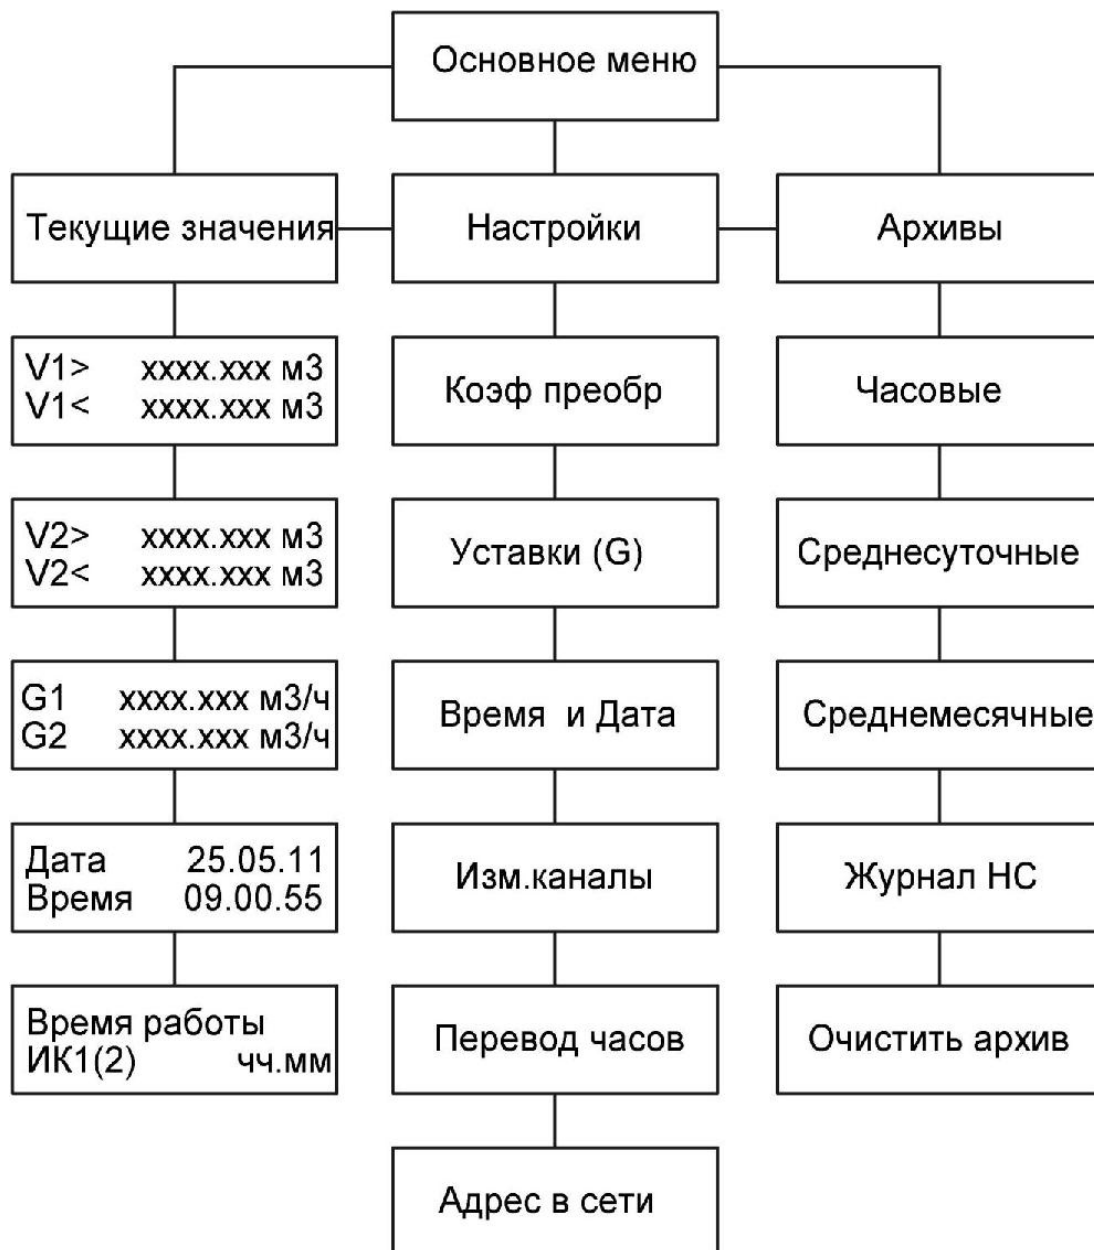 Основное меню
Текущие значения
Настройки
Архивы
V1> xxxx.xxx м3
V1< xxxx.xxx м3
Коэф преобр
Часовые
V2> xxxx.xxx м3
V2< xxxx.xxx м3
Уставки (G)
Среднесуточные
G1 xxxx.xxx м3/ч
G2 xxxx.xxx м3/ч
Время и Дата
Среднемесячные
Дата 25.05.11
Время 09.00.55
Изм.каналы
Журнал НС
Время работы
ИК1(2) чч.мм
Перевод часов
Очистить архив
Адрес в сети